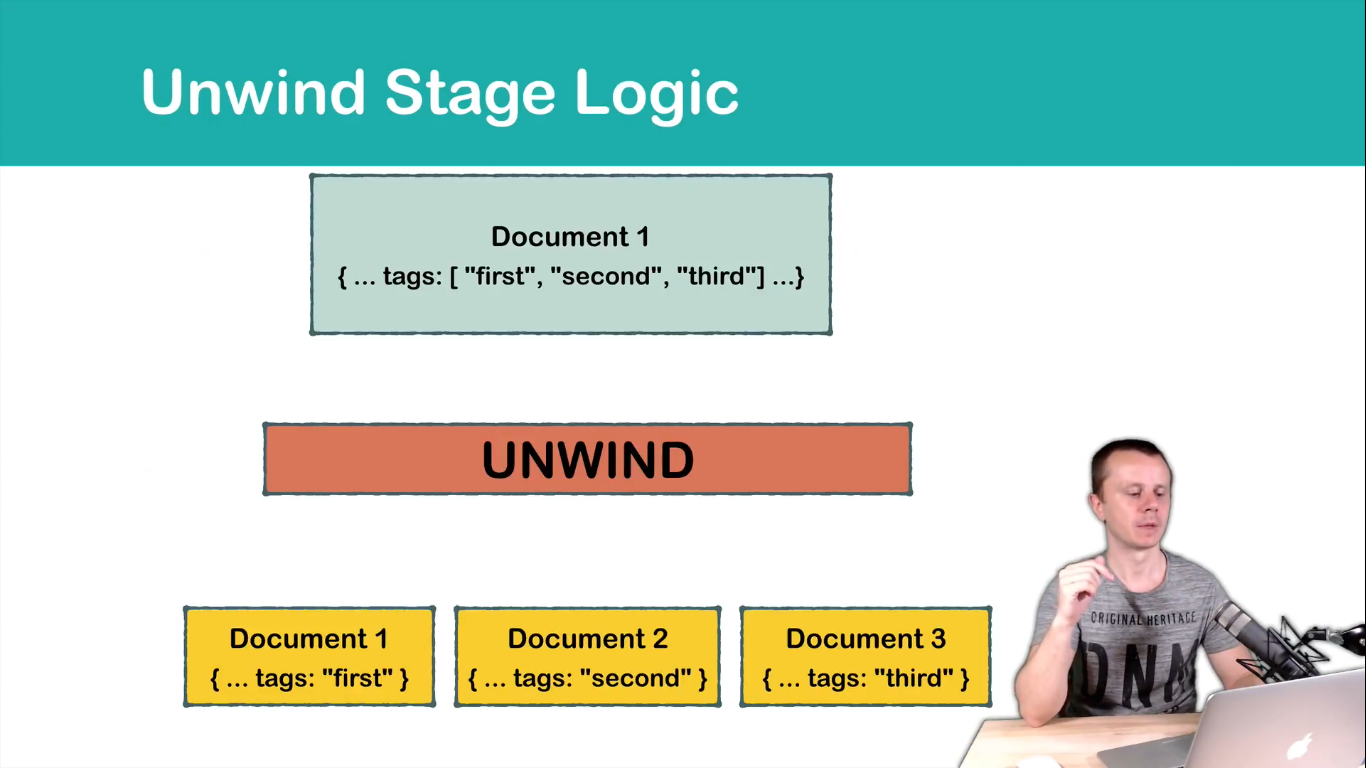 Unwind Stage Logic
Document 1
{ ... tags: [ "first", "second", "third"] ...}
UNWIND
Document 1
{ ... tags: "first" }
Document 2
{ ... tags: "second" }
Document 3
{ ... tags: "third" }
ORIGINAL HERITAGE
DNM